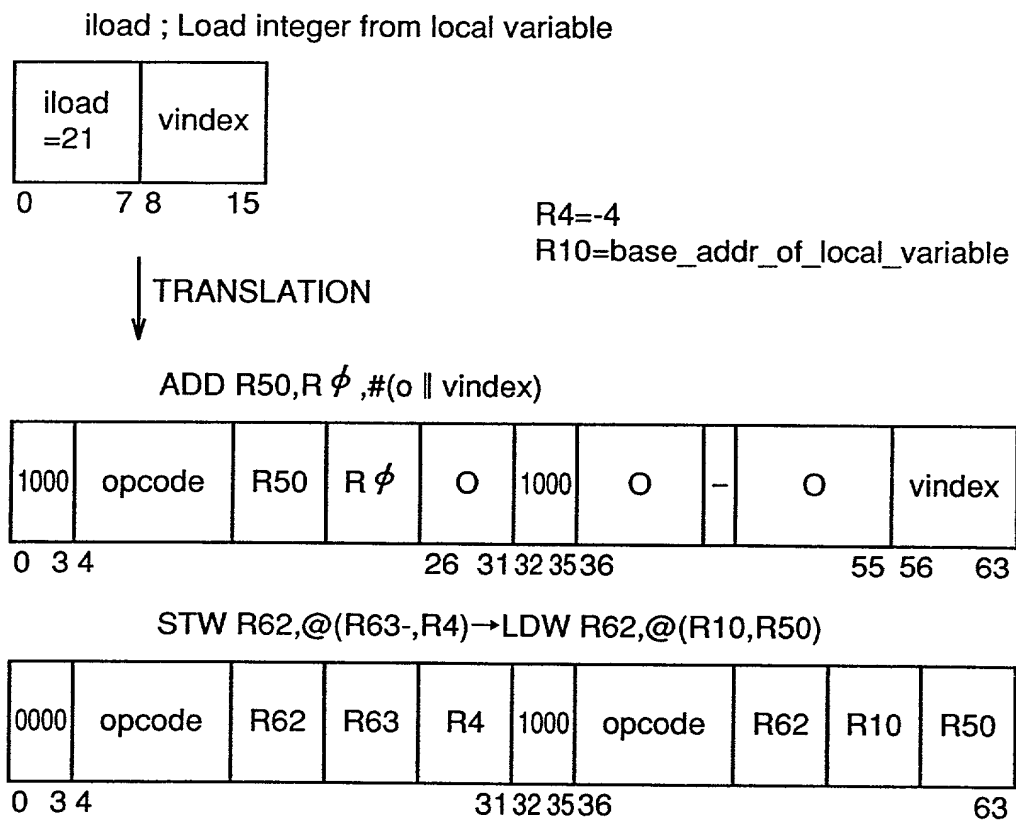 iload ; Load integer from local variable
iload
=21
vindex
0 7 8 15
R4=-4
R10=base_addr_of_local_variable
TRANSLATION
ADD R50,Rϕ,#(o ∥ vindex)
1000 opcode R50 Rϕ O 1000 O – O vindex
0 3 4 26 31 32 35 36 55 56 63
STW R62,@(R63-,R4)→LDW R62,@(R10,R50)
0000 opcode R62 R63 R4 1000 opcode R62 R10 R50
0 3 4 31 32 35 36 63